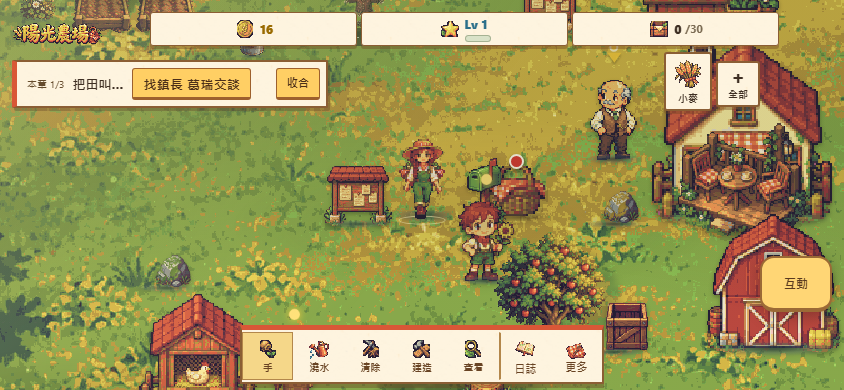 陽光農場
16
Lv 1
0 /30
本章 1/3 把田叫... 找鎮長 葛瑞交談 收合
小麥
+
全部
互動
手 澆水 清除 建造 查看 日誌 更多